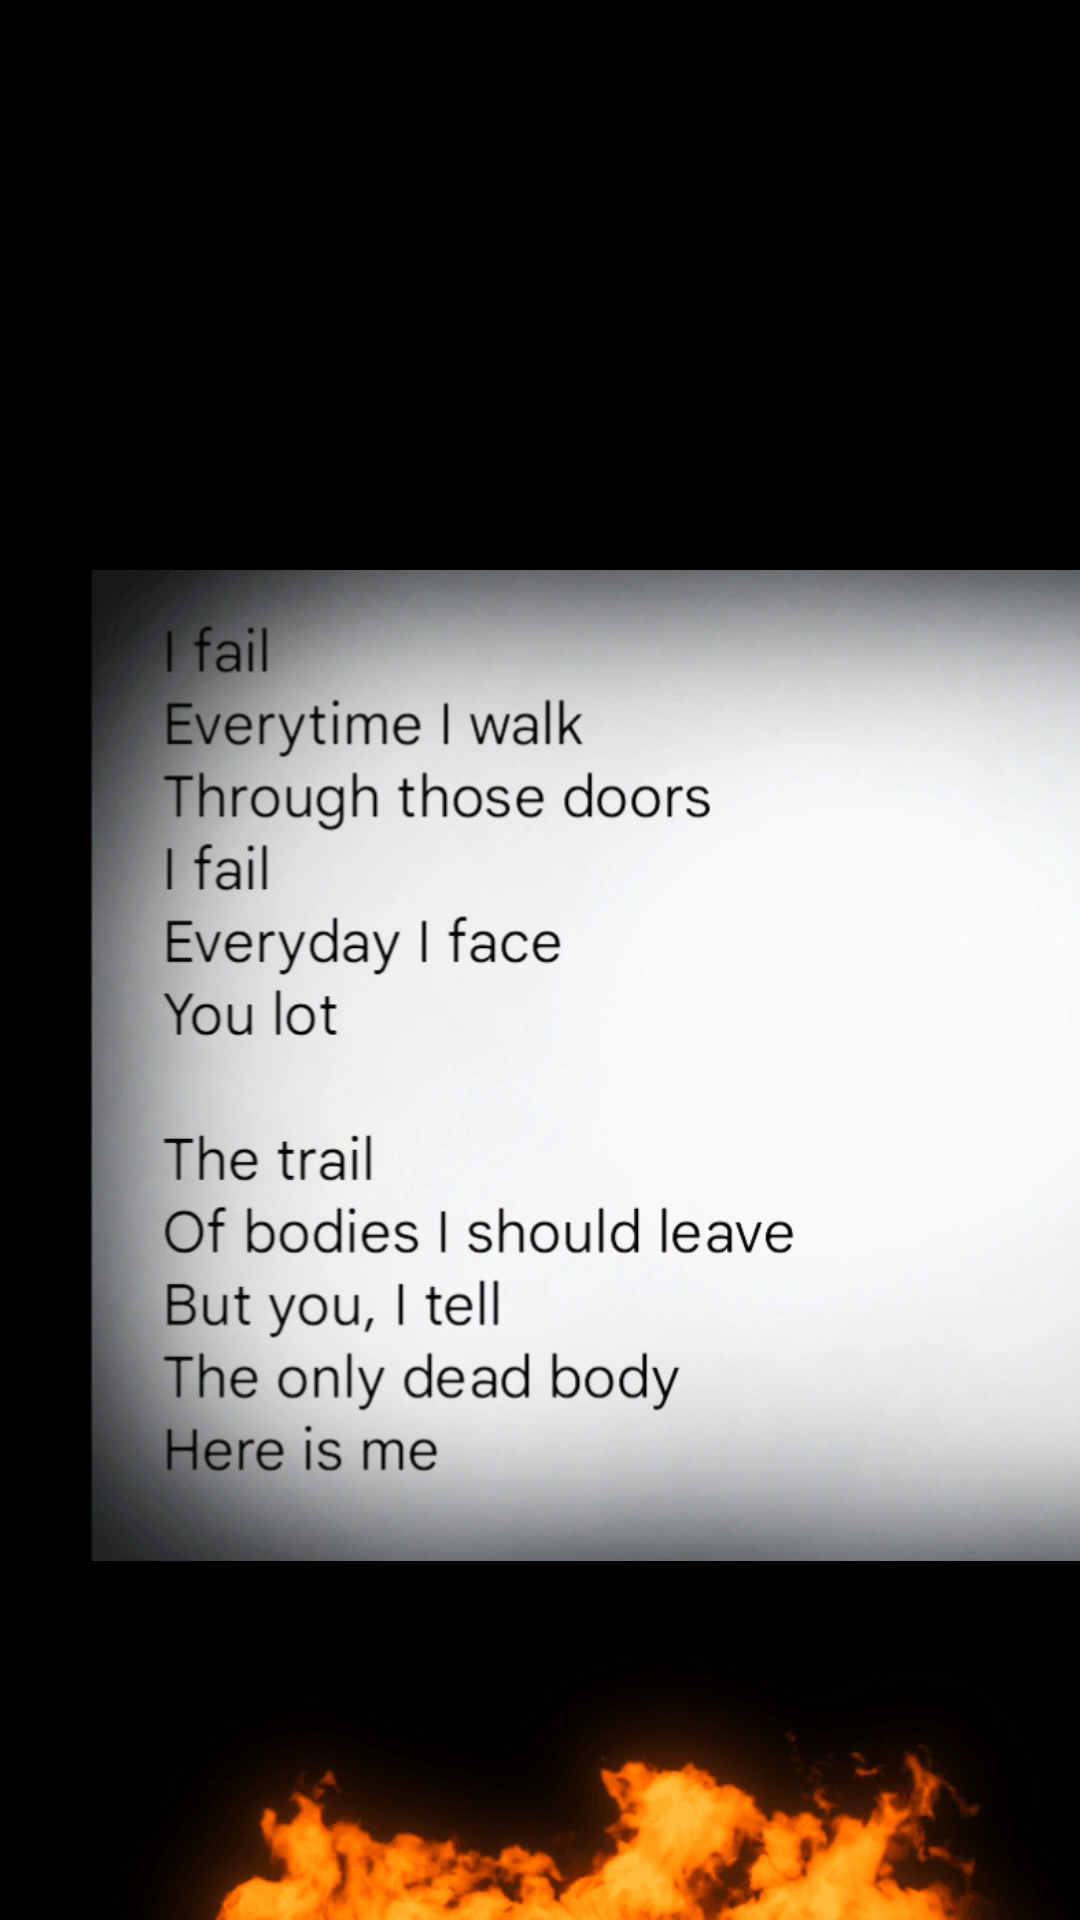 I fail
Everytime I walk
Through those doors
I fail
Everyday I face
You lot

The trail
Of bodies I should leave
But you, I tell
The only dead body
Here is me